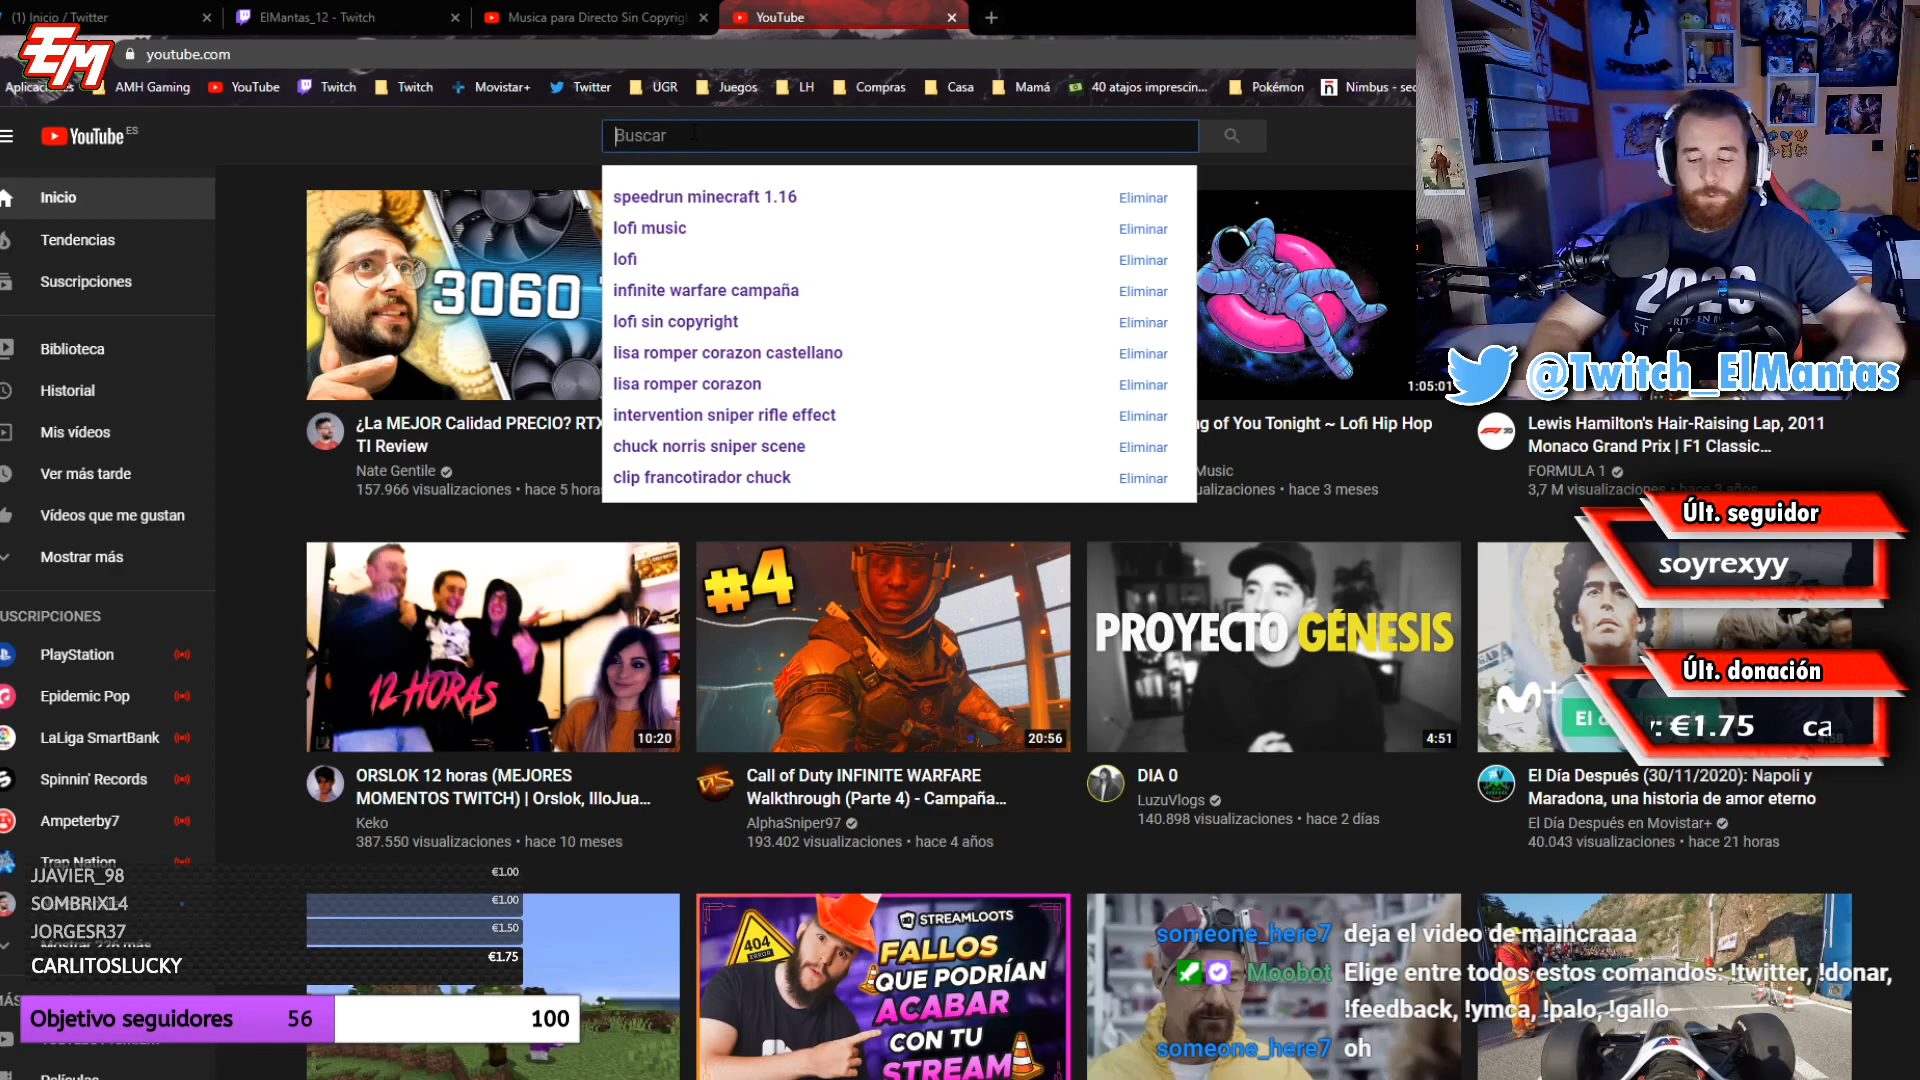 (1) Inicio / Twitter
ElMantas_12 - Twitch
Musica para Directo Sin Copyrig
YouTube
EM
youtube.com
AMH Gaming
YouTube
Twitch
Twitch
Movistar+
Twitter
UGR
Juegos
LH
Compras
Casa
Mamá
40 atajos imprescin...
Pokémon
Nimbus - sec
YouTube ES
Buscar
speedrun minecraft 1.16 Eliminar
lofi music Eliminar
lofi Eliminar
infinite warfare campaña Eliminar
lofi sin copyright Eliminar
lisa romper corazon castellano Eliminar
lisa romper corazon Eliminar
intervention sniper rifle effect Eliminar
chuck norris sniper scene Eliminar
clip francotirador chuck Eliminar
Inicio
Tendencias
Suscripciones
Biblioteca
Historial
Mis vídeos
Ver más tarde
Vídeos que me gustan
Mostrar más
USCRIPCIONES
PlayStation
Epidemic Pop
LaLiga SmartBank
Spinnin' Records
Ampeterby7
Trap Nation
Mostrar 226 más
3060
¿La MEJOR Calidad PRECIO? RTX
TI Review
Nate Gentile
157.966 visualizaciones • hace 5 horas
1:05:01
g of You Tonight ~ Lofi Hip Hop
Music
ualizaciones • hace 3 meses
@Twitch_ElMantas
Lewis Hamilton's Hair-Raising Lap, 2011
Monaco Grand Prix | F1 Classic...
FORMULA 1
3,7 M visualizaciones • hace 3 años
Últ. seguidor
soyrexyy
Últ. donación
: €1.75 ca
12 HORAS
10:20
ORSLOK 12 horas (MEJORES
MOMENTOS TWITCH) | Orslok, IlloJua...
Keko
387.550 visualizaciones • hace 10 meses
#4
20:56
Call of Duty INFINITE WARFARE
Walkthrough (Parte 4) - Campaña...
AlphaSniper97
193.402 visualizaciones • hace 4 años
PROYECTO GÉNESIS
4:51
DIA 0
LuzuVlogs
140.898 visualizaciones • hace 2 días
El Día Después (30/11/2020): Napoli y
Maradona, una historia de amor eterno
El Día Después en Movistar+
40.043 visualizaciones • hace 21 horas
JJAVIER_98 €1.00
SOMBRIX14 €1.00
JORGESR37 €1.50
CARLITOSLUCKY €1.75
Objetivo seguidores 56 100
404
ERROR
STREAMLOOTS
FALLOS
QUE PODRÍAN
ACABAR
CON TU
STREAM
someone_here7 deja el video de maincraaa
Moobot Elige entre todos estos comandos: !twitter, !donar,
!feedback, !ymca, !palo, !gallo
someone_here7 oh